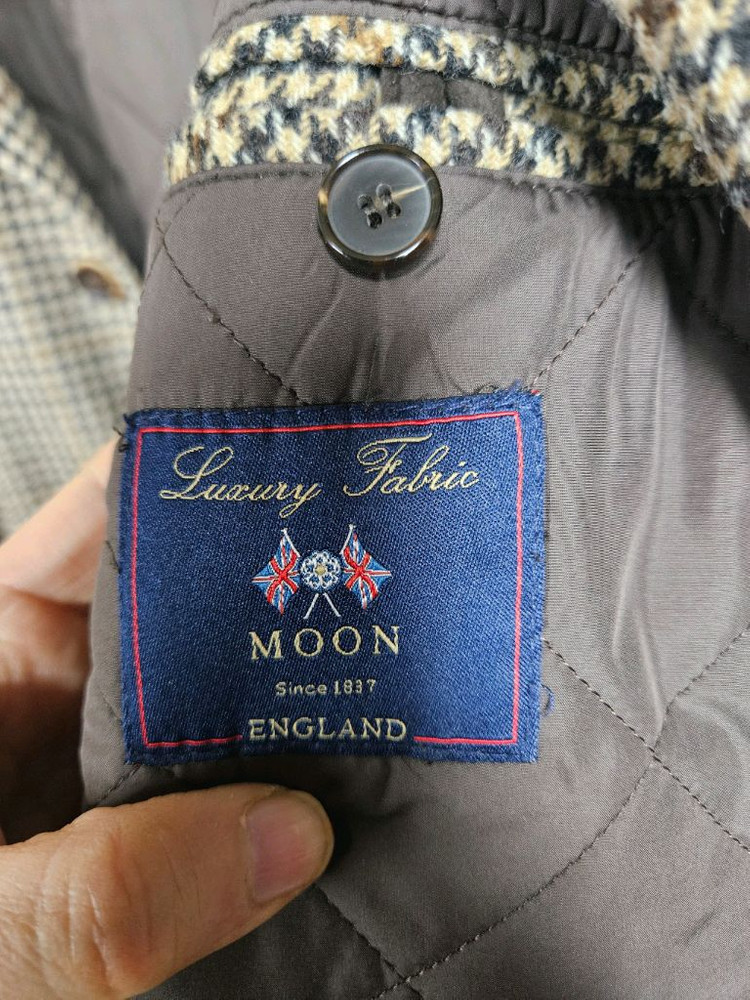 Luxury Fabric
MOON
Since 1837
ENGLAND